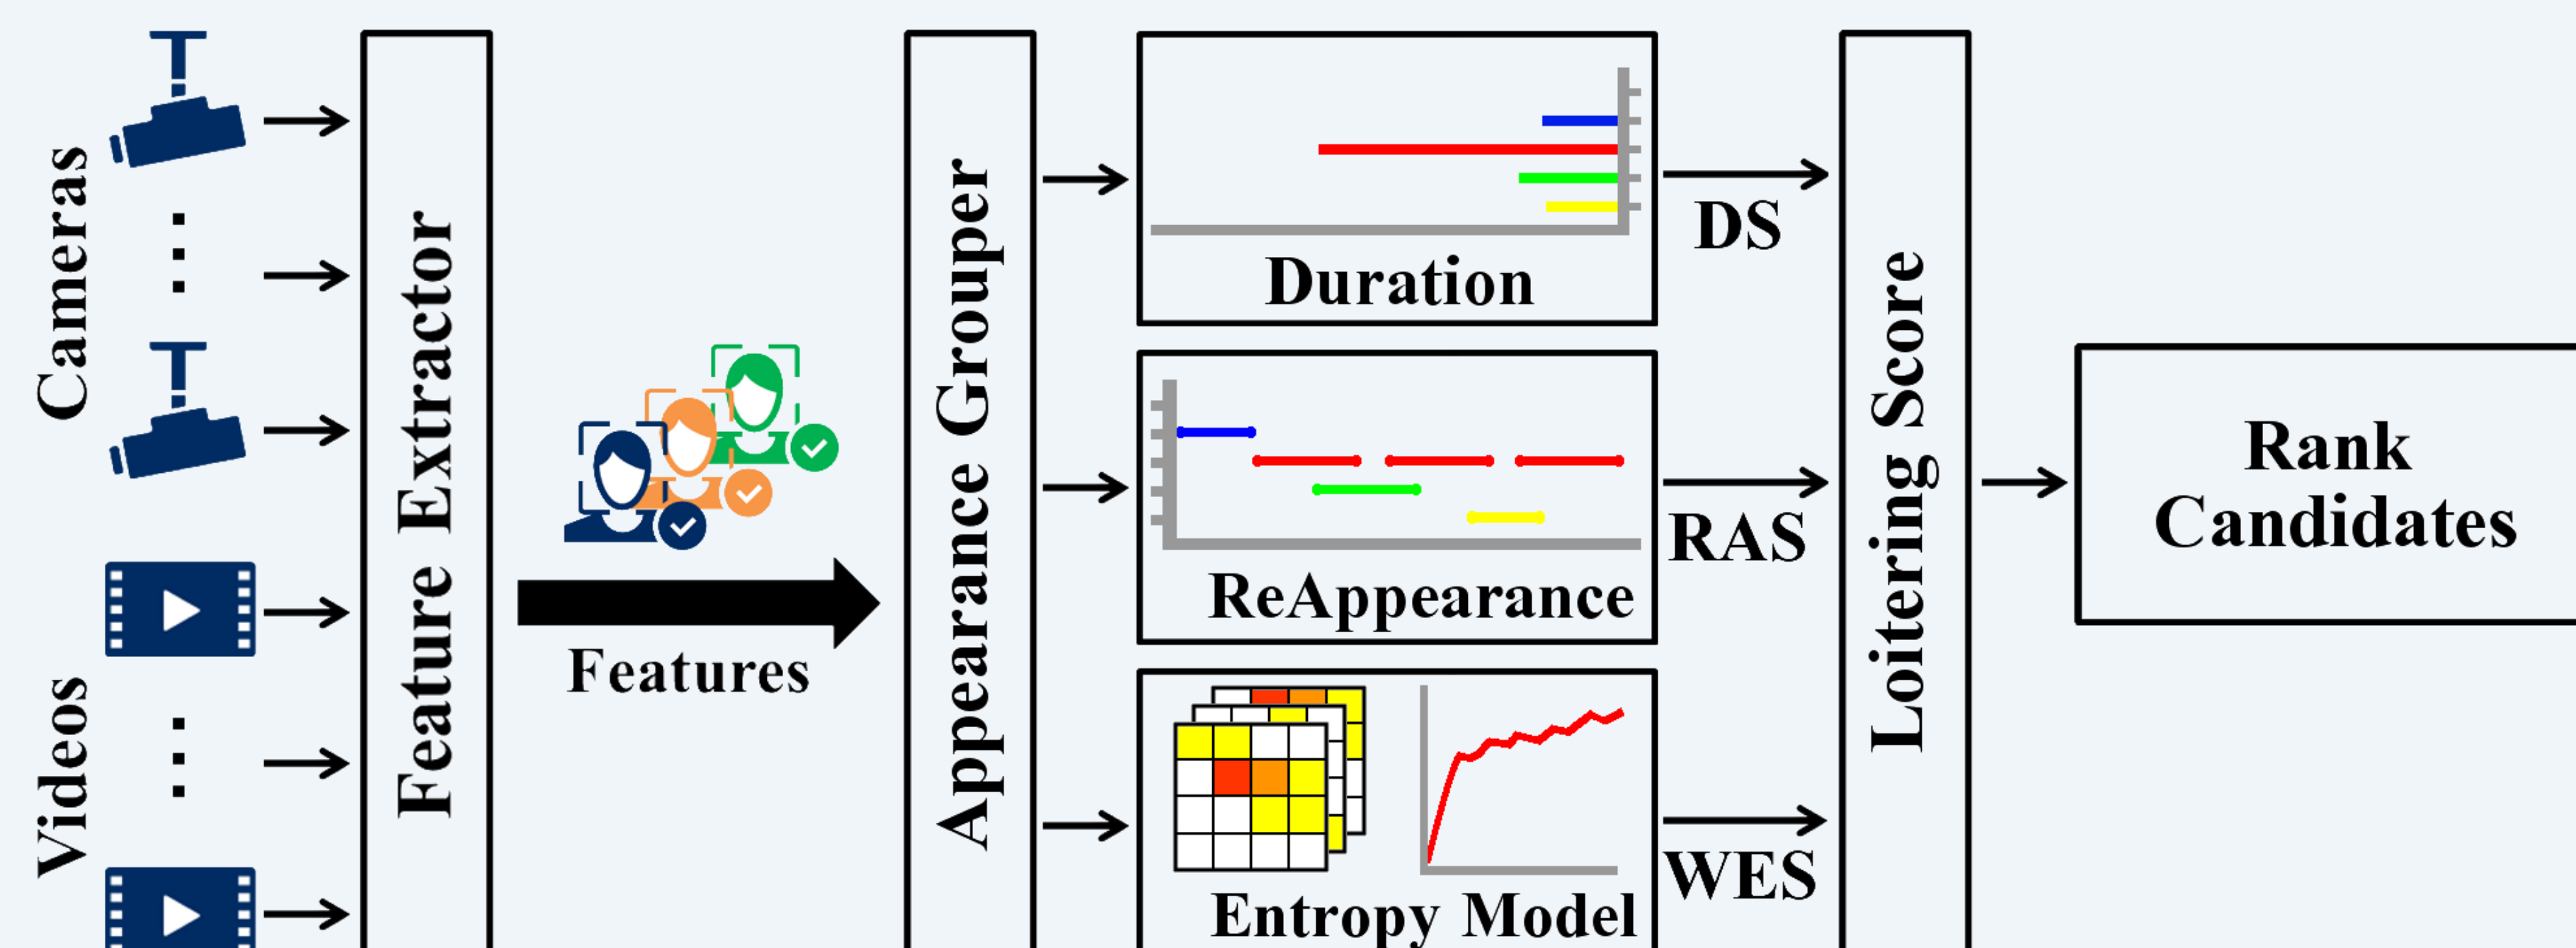 Cameras
Videos
Feature Extractor
Features
Appearance Grouper
Duration
ReAppearance
Entropy Model
DS
RAS
WES
Loitering Score
Rank
Candidates